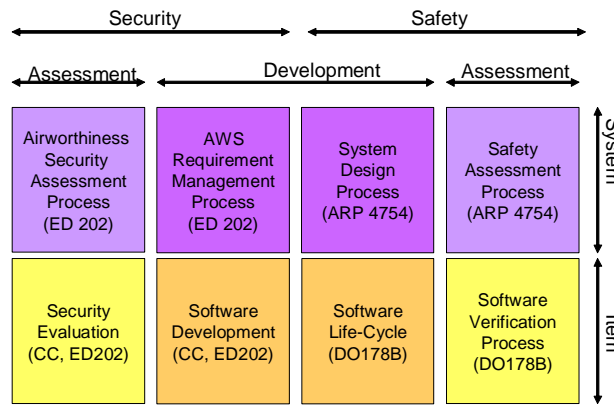 Security
Safety
Assessment
Development
Assessment
Airworthiness
Security
Assessment
Process
(ED 202)
AWS
Requirement
Management
Process
(ED 202)
System
Design
Process
(ARP 4754)
Safety
Assessment
Process
(ARP 4754)
System
Security
Evaluation
(CC, ED202)
Software
Development
(CC, ED202)
Software
Life-Cycle
(DO178B)
Software
Verification
Process
(DO178B)
Item